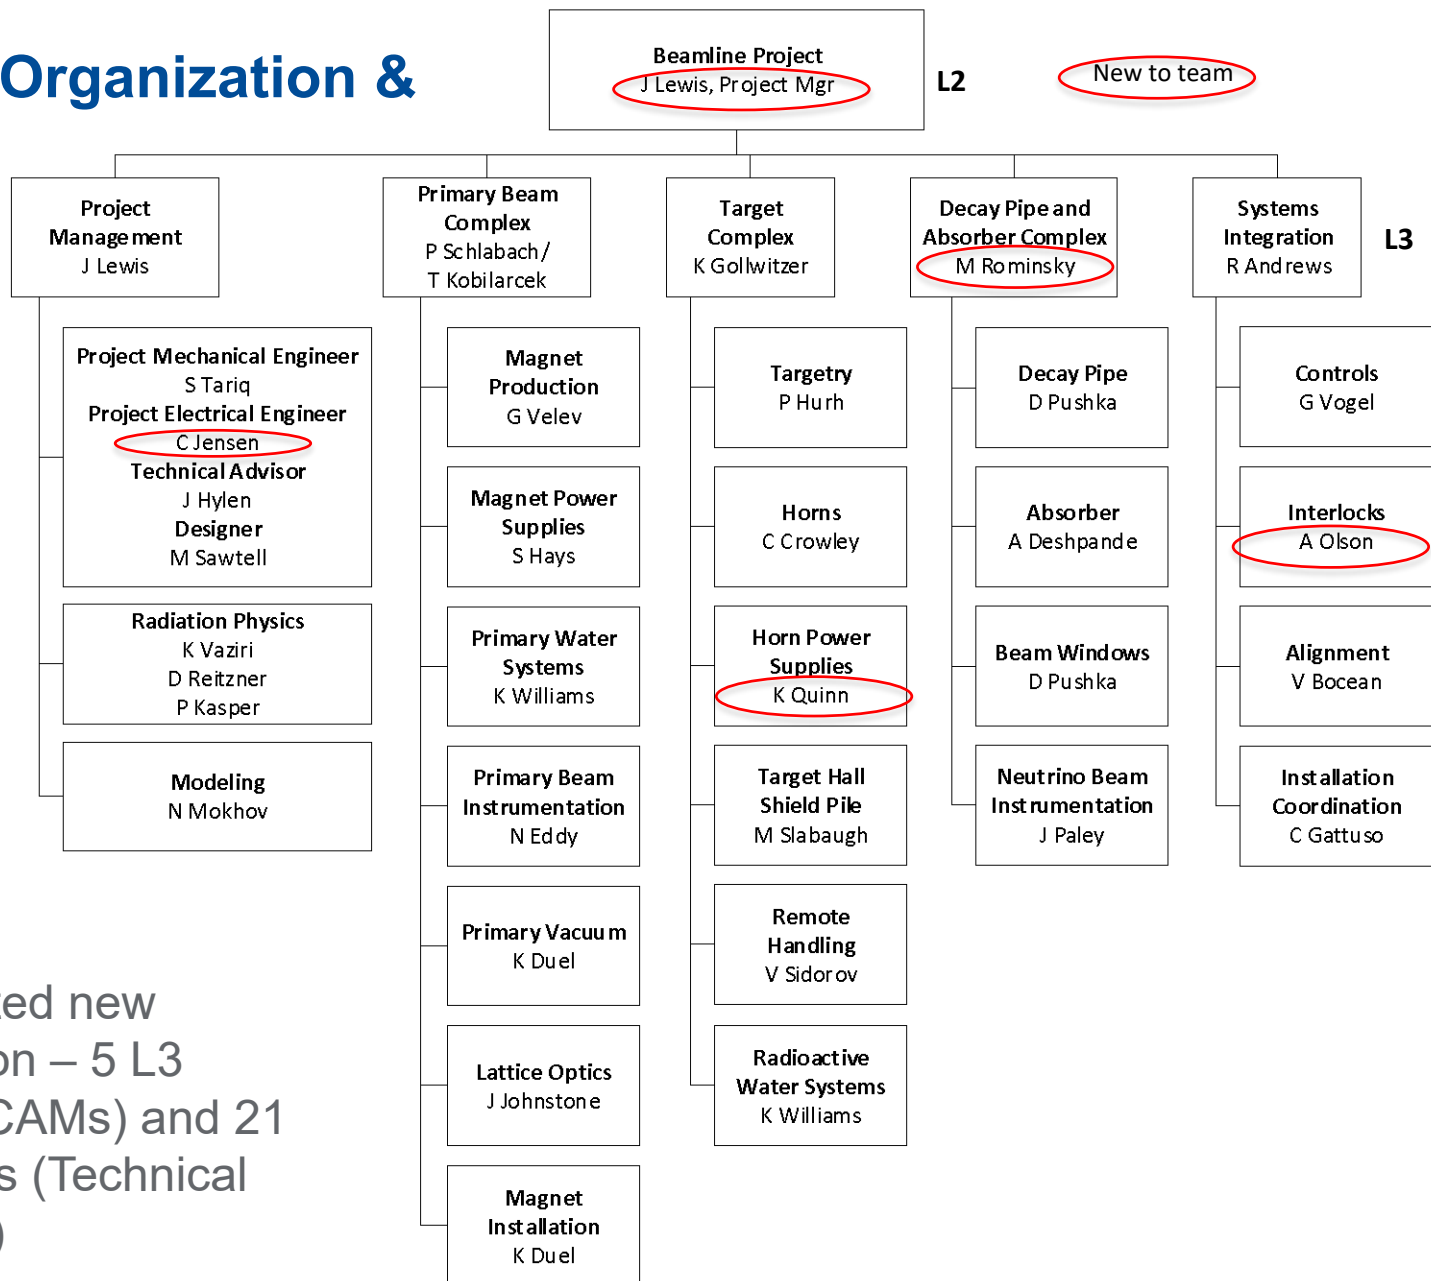 Organization &
Beamline Project
J Lewis, Project Mgr
L2
New to team
Project
Management
J Lewis
Primary Beam
Complex
P Schlabach/
T Kobilarcek
Target
Complex
K Gollwitzer
Decay Pipe and
Absorber Complex
M Rominsky
Systems
Integration
R Andrews
L3
Project Mechanical Engineer
S Tariq
Project Electrical Engineer
C Jensen
Technical Advisor
J Hylen
Designer
M Sawtell
Radiation Physics
K Vaziri
D Reitzner
P Kasper
Modeling
N Mokhov
Magnet
Production
G Velev
Magnet Power
Supplies
S Hays
Primary Water
Systems
K Williams
Primary Beam
Instrumentation
N Eddy
Primary Vacuum
K Duel
Lattice Optics
J Johnstone
Magnet
Installation
K Duel
Targetry
P Hurh
Horns
C Crowley
Horn Power
Supplies
K Quinn
Target Hall
Shield Pile
M Slabaugh
Remote
Handling
V Sidorov
Radioactive
Water Systems
K Williams
Decay Pipe
D Pushka
Absorber
A Deshpande
Beam Windows
D Pushka
Neutrino Beam
Instrumentation
J Paley
Controls
G Vogel
Interlocks
A Olson
Alignment
V Bocean
Installation
Coordination
C Gattuso
ted new
on – 5 L3
CAMs) and 21
s (Technical
)